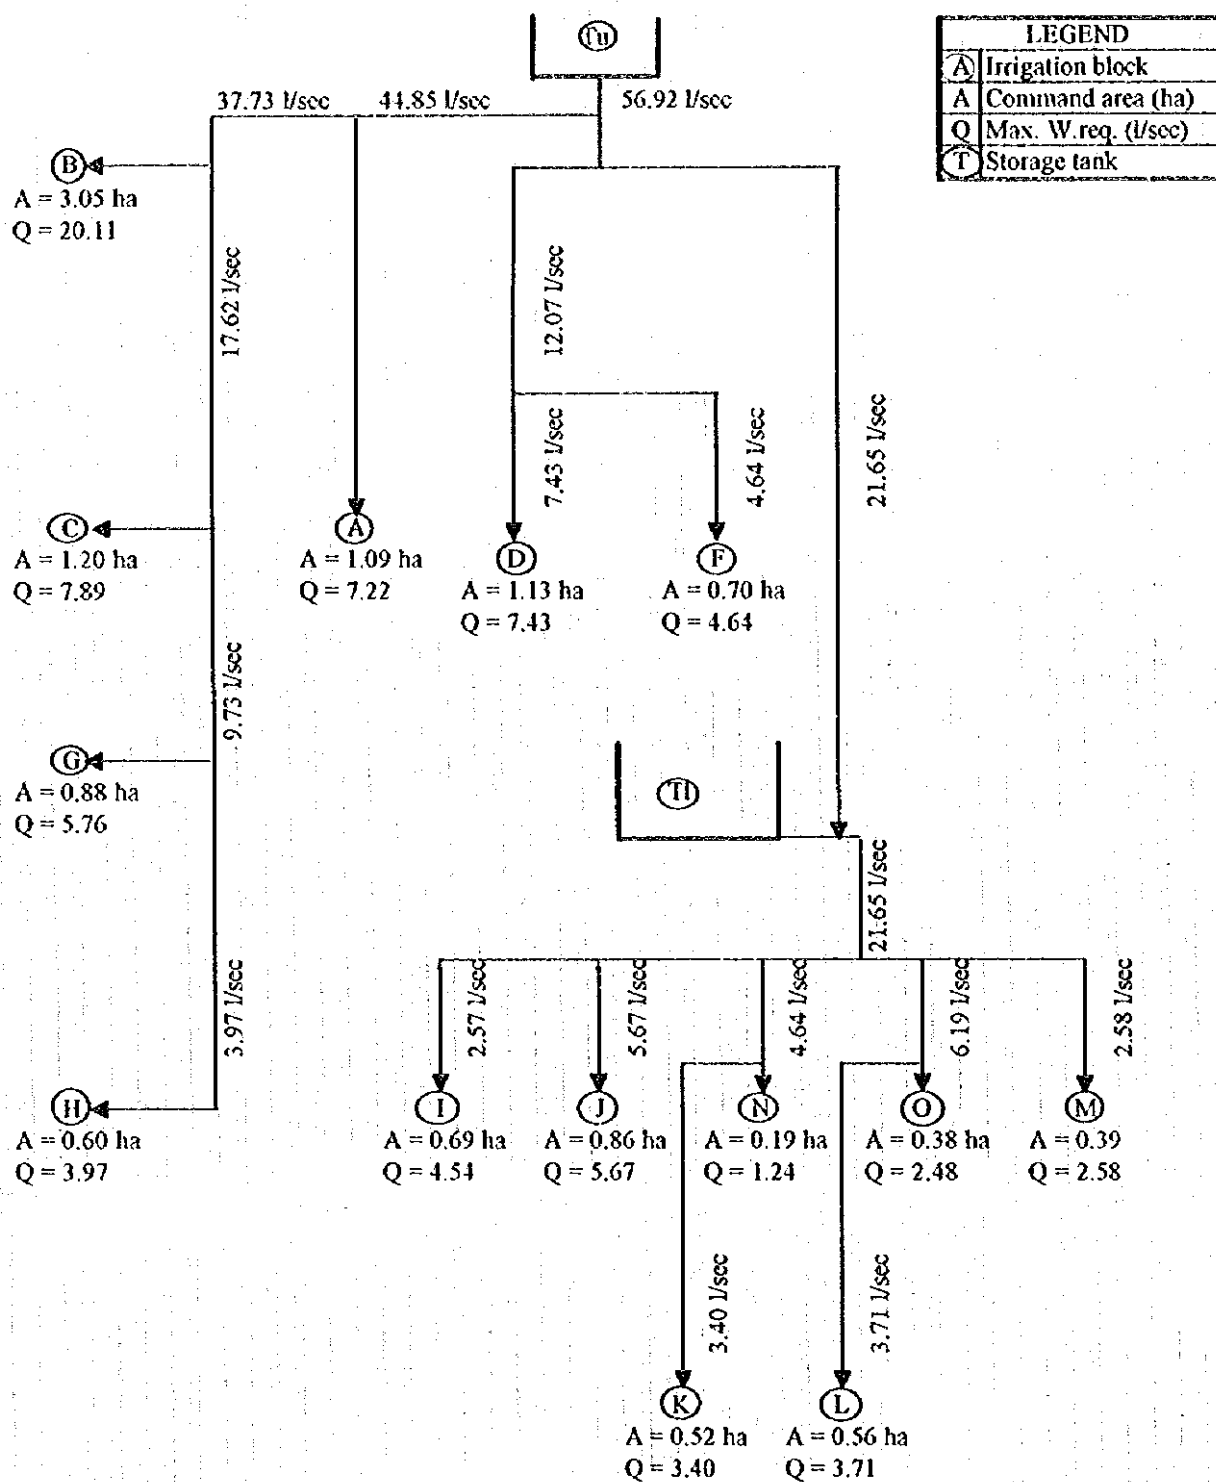 Tu
LEGEND
A Irrigation block
A Command area (ha)
Q Max. W.req. (l/sec)
T Storage tank
37.73 l/sec 44.85 l/sec 56.92 l/sec
B
A = 3.05 ha
Q = 20.11
17.62 l/sec
12.07 l/sec
7.43 l/sec
4.64 l/sec
21.65 l/sec
C
A = 1.20 ha
Q = 7.89
A
A = 1.09 ha
Q = 7.22
D
A = 1.13 ha
Q = 7.43
F
A = 0.70 ha
Q = 4.64
9.73 l/sec
G
A = 0.88 ha
Q = 5.76
Tl
21.65 l/sec
3.97 l/sec
2.57 l/sec
5.67 l/sec
4.64 l/sec
6.19 l/sec
2.58 l/sec
H
A = 0.60 ha
Q = 3.97
I
A = 0.69 ha
Q = 4.54
J
A = 0.86 ha
Q = 5.67
N
A = 0.19 ha
Q = 1.24
O
A = 0.38 ha
Q = 2.48
M
A = 0.39
Q = 2.58
3.40 l/sec
3.71 l/sec
K
A = 0.52 ha
Q = 3.40
L
A = 0.56 ha
Q = 3.71